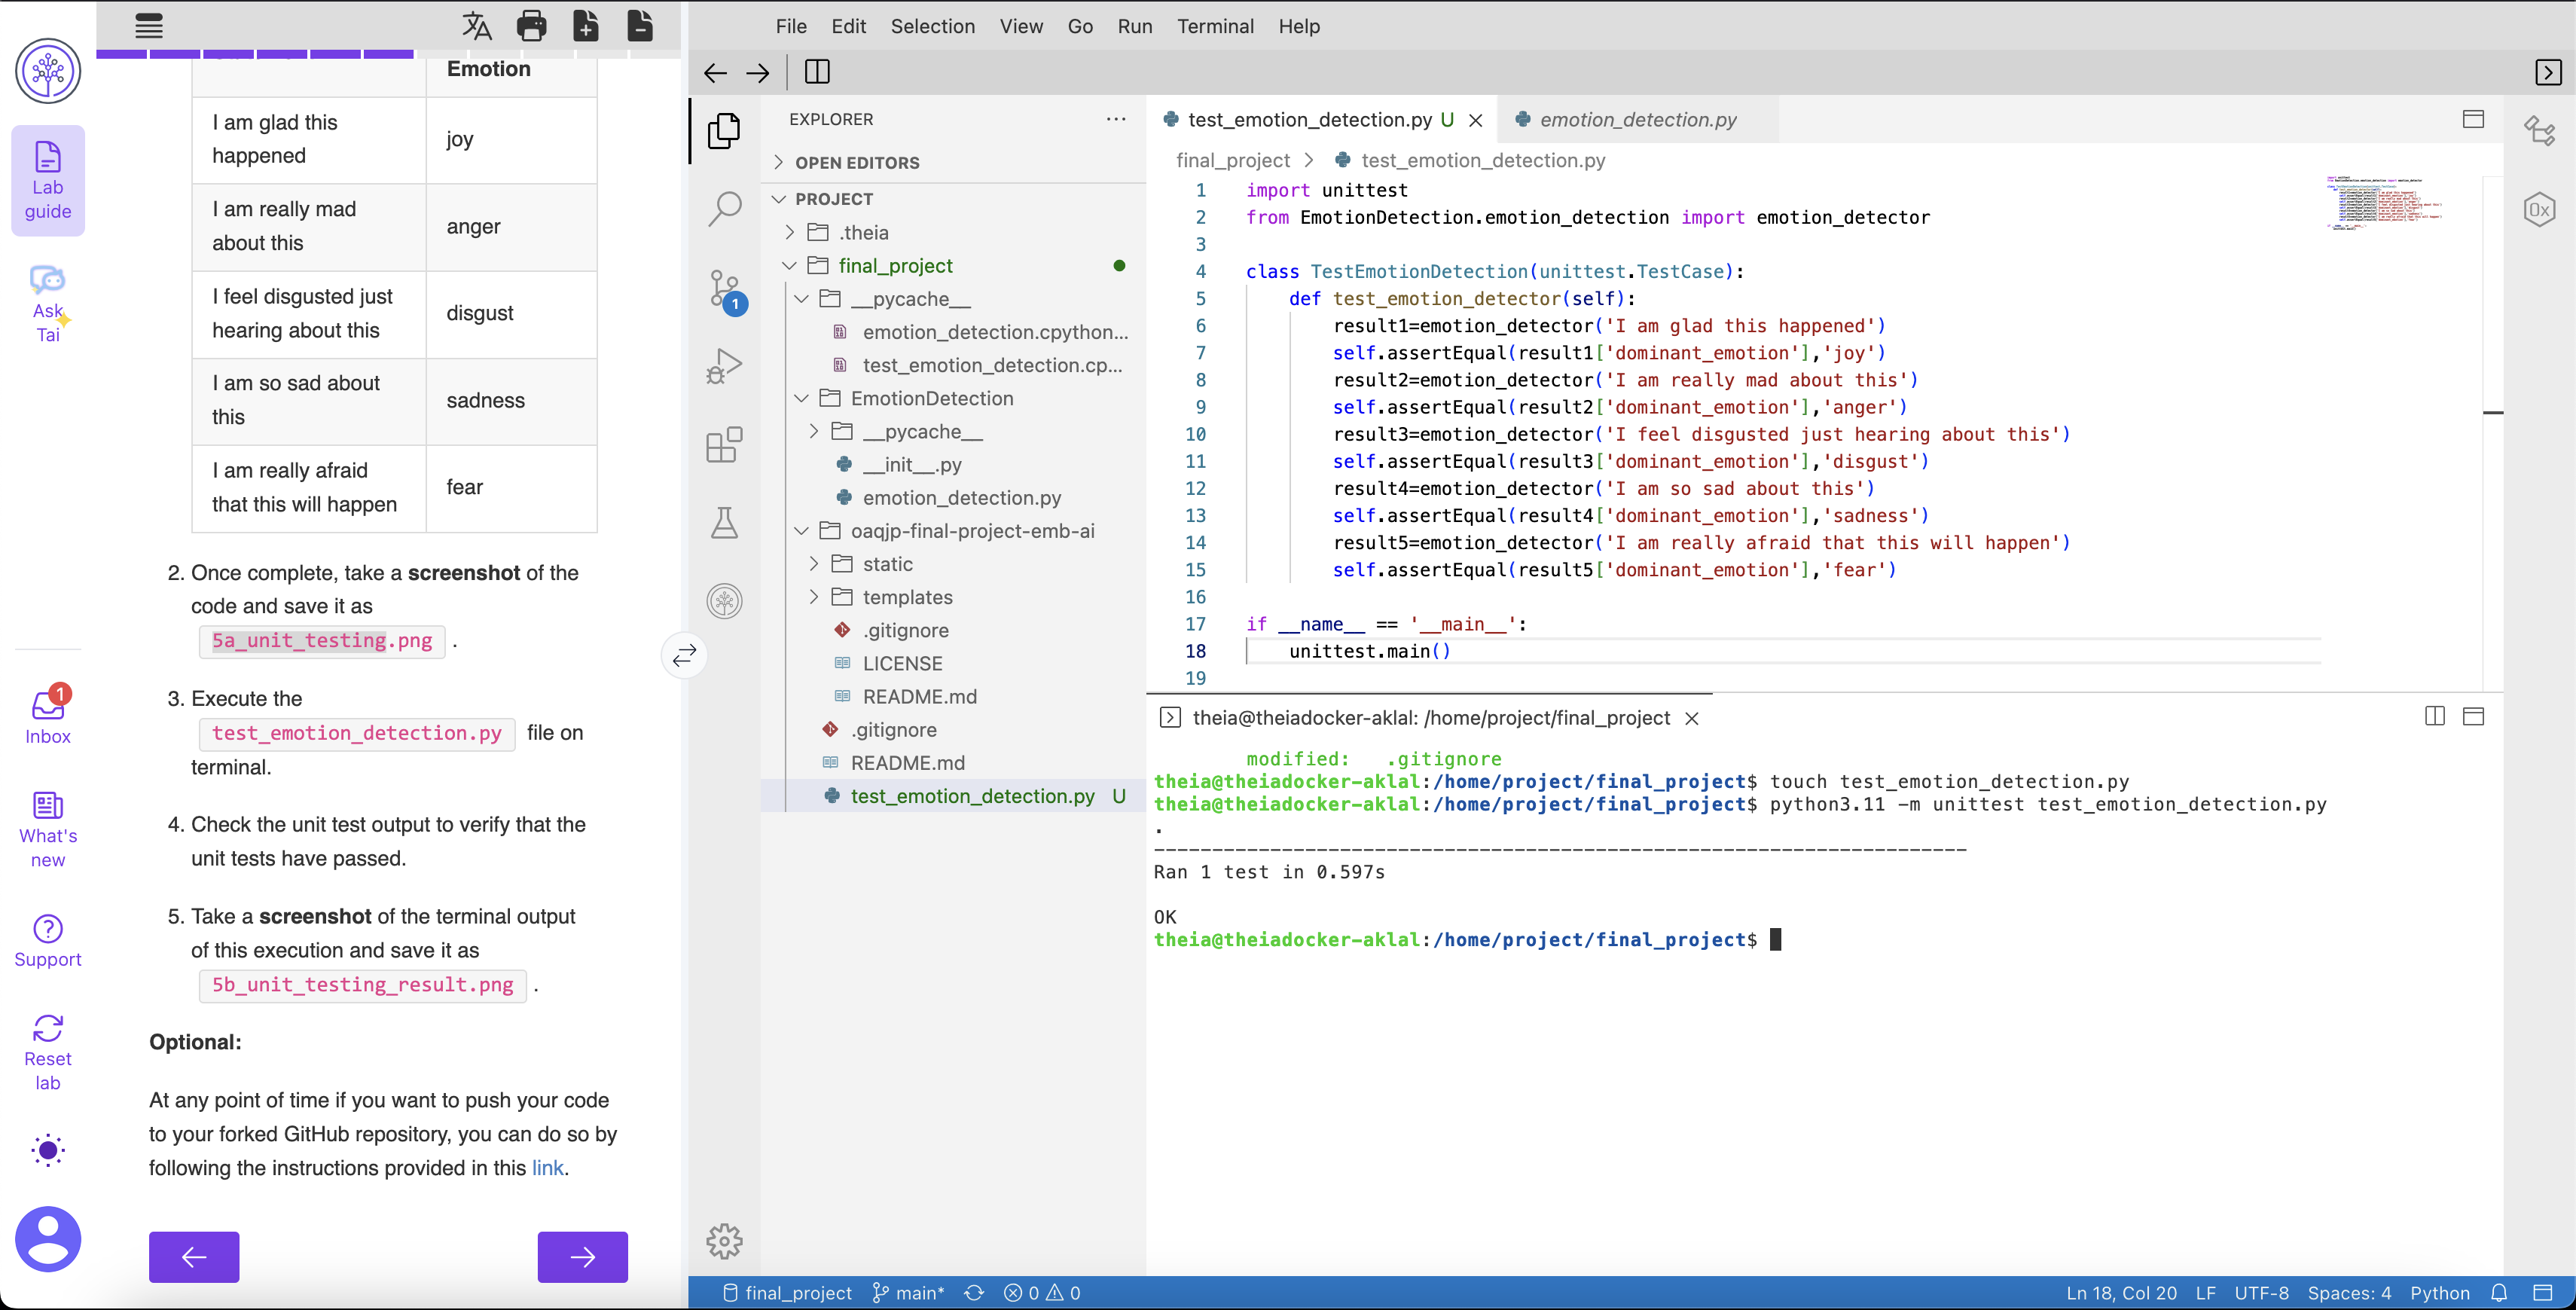 File Edit Selection View Go Run Terminal Help
Lab
guide
Ask
Tai
1
Inbox
What's
new
Support
Reset
lab
Emotion
I am glad this
happened
joy
I am really mad
about this
anger
I feel disgusted just
hearing about this
disgust
I am so sad about
this
sadness
I am really afraid
that this will happen
fear
2. Once complete, take a screenshot of the
code and save it as
5a_unit_testing.png .
3. Execute the
test_emotion_detection.py file on
terminal.
4. Check the unit test output to verify that the
unit tests have passed.
5. Take a screenshot of the terminal output
of this execution and save it as
5b_unit_testing_result.png .
Optional:
At any point of time if you want to push your code
to your forked GitHub repository, you can do so by
following the instructions provided in this link.
1
EXPLORER
OPEN EDITORS
PROJECT
.theia
final_project
__pycache__
emotion_detection.cpython...
test_emotion_detection.cp...
EmotionDetection
__pycache__
__init__.py
emotion_detection.py
oaqjp-final-project-emb-ai
static
templates
.gitignore
LICENSE
README.md
.gitignore
README.md
test_emotion_detection.py U
test_emotion_detection.py U
emotion_detection.py
final_project > test_emotion_detection.py
1 import unittest
2 from EmotionDetection.emotion_detection import emotion_detector
3
4 class TestEmotionDetection(unittest.TestCase):
5 def test_emotion_detector(self):
6 result1=emotion_detector('I am glad this happened')
7 self.assertEqual(result1['dominant_emotion'],'joy')
8 result2=emotion_detector('I am really mad about this')
9 self.assertEqual(result2['dominant_emotion'],'anger')
10 result3=emotion_detector('I feel disgusted just hearing about this')
11 self.assertEqual(result3['dominant_emotion'],'disgust')
12 result4=emotion_detector('I am so sad about this')
13 self.assertEqual(result4['dominant_emotion'],'sadness')
14 result5=emotion_detector('I am really afraid that this will happen')
15 self.assertEqual(result5['dominant_emotion'],'fear')
16
17 if __name__ == '__main__':
18 unittest.main()
19
theia@theiadocker-aklal: /home/project/final_project
modified: .gitignore
theia@theiadocker-aklal:/home/project/final_project$ touch test_emotion_detection.py
theia@theiadocker-aklal:/home/project/final_project$ python3.11 -m unittest test_emotion_detection.py
.
----------------------------------------------------------------------
Ran 1 test in 0.597s
OK
theia@theiadocker-aklal:/home/project/final_project$
0x
final_project main* 0 0
Ln 18, Col 20 LF UTF-8 Spaces: 4 Python